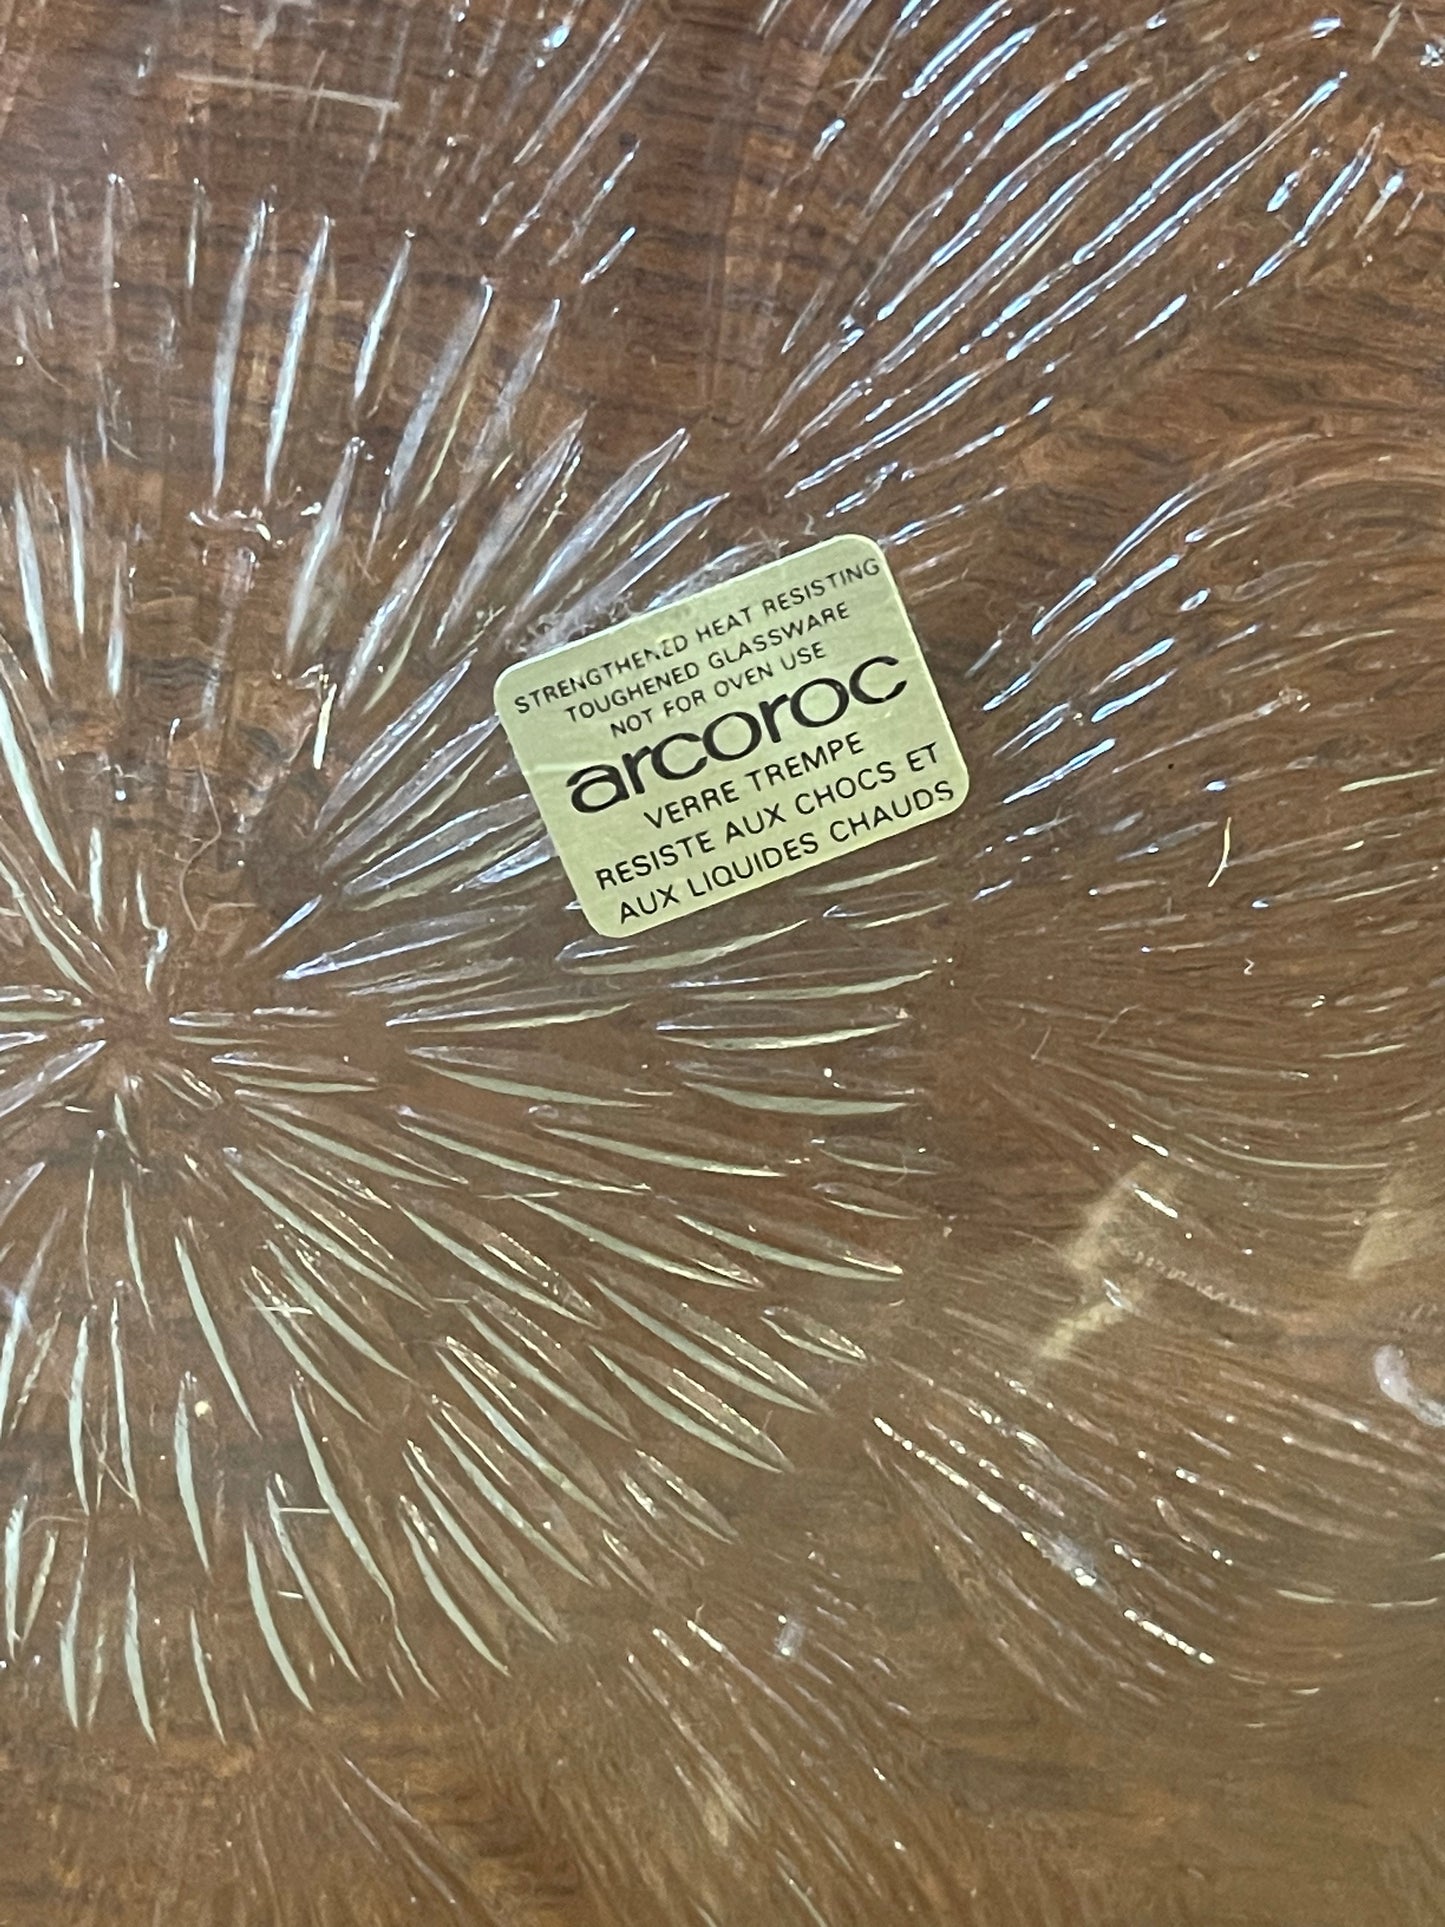 STRENGTHENED HEAT RESISTING
TOUGHENED GLASSWARE
NOT FOR OVEN USE
arcoroc
VERRE TREMPE
RESISTE AUX CHOCS ET
AUX LIQUIDES CHAUDS